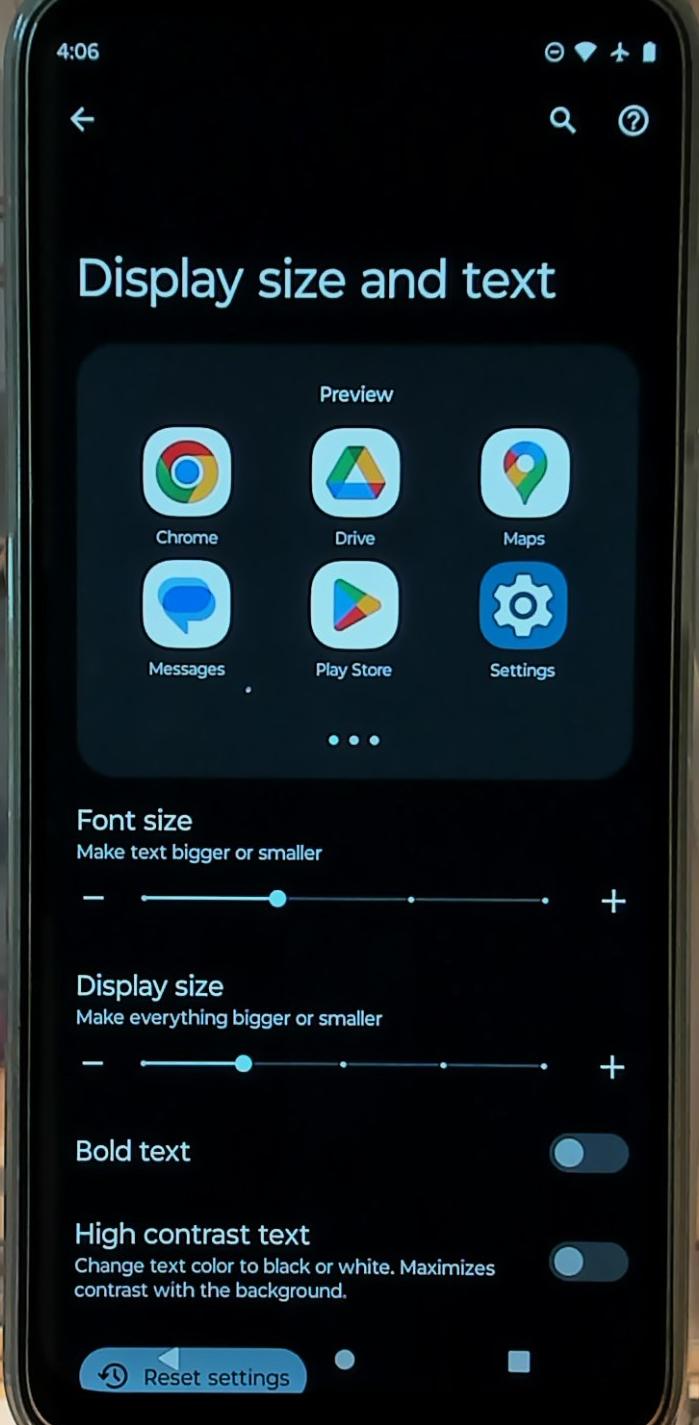 4:06
Display size and text
Preview
Chrome Drive Maps
Messages Play Store Settings
Font size
Make text bigger or smaller
Display size
Make everything bigger or smaller
Bold text
High contrast text
Change text color to black or white. Maximizes
contrast with the background.
Reset settings